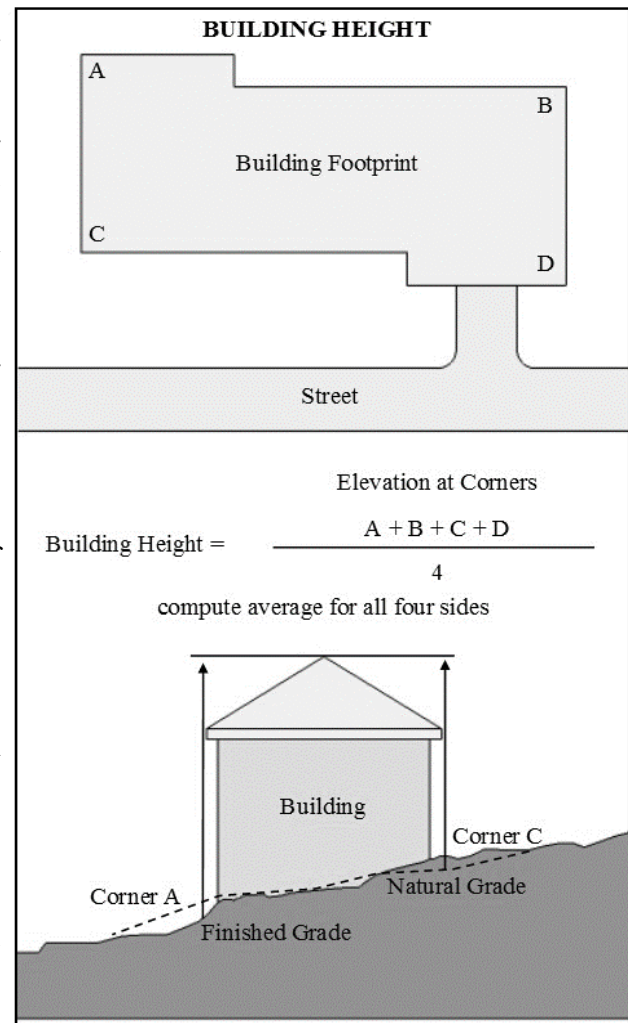 BUILDING HEIGHT
A
B
Building Footprint
C
D
Street
Elevation at Corners
Building Height =
A + B + C + D
4
compute average for all four sides
Building
Corner C
Corner A
Natural Grade
Finished Grade